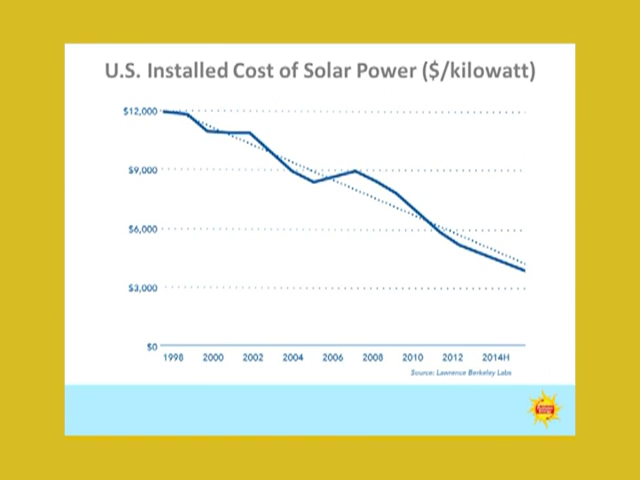 U.S. Installed Cost of Solar Power ($/kilowatt)
$12,000
$9,000
$6,000
$3,000
$0
1998 2000 2002 2004 2006 2008 2010 2012 2014H
Source: Lawrence Berkeley Labs